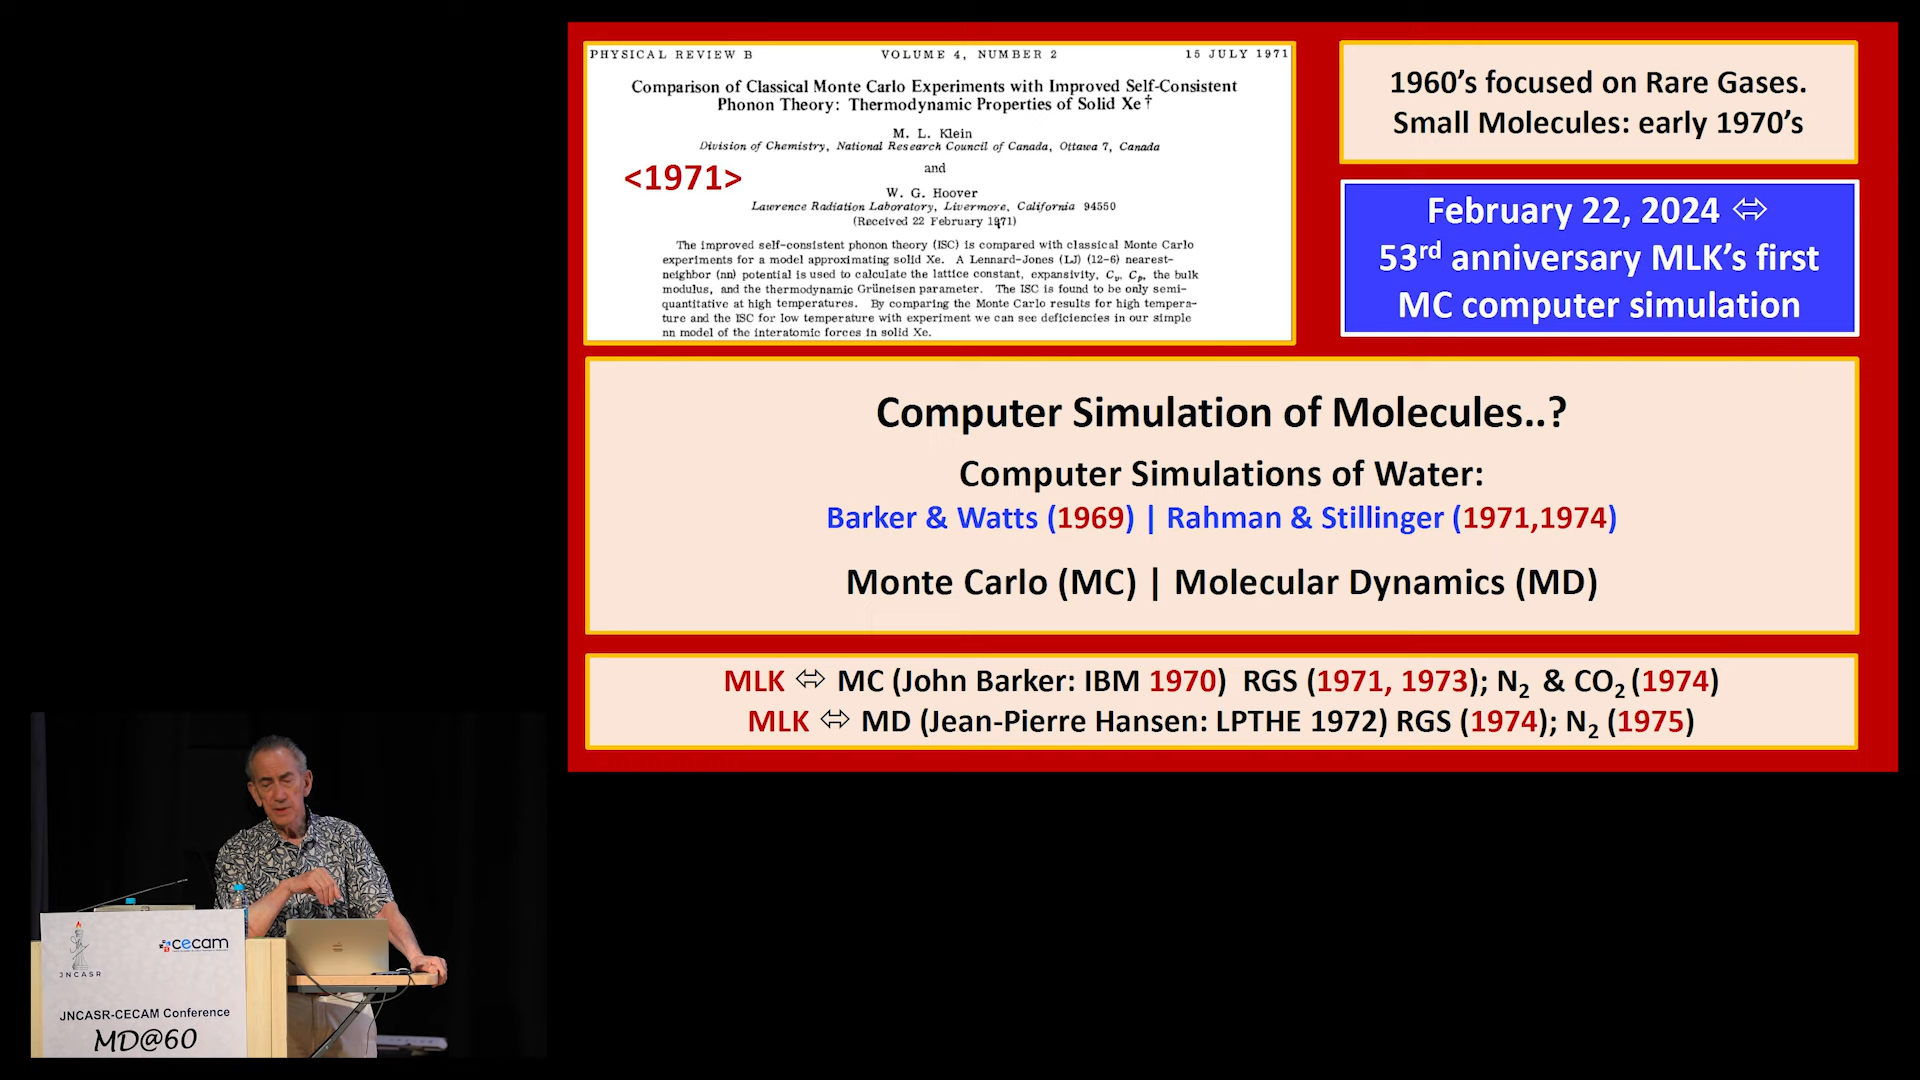 PHYSICAL REVIEW B VOLUME 4, NUMBER 2 15 JULY 1971
Comparison of Classical Monte Carlo Experiments with Improved Self-Consistent
Phonon Theory: Thermodynamic Properties of Solid Xe †
M. L. Klein
Division of Chemistry, National Research Council of Canada, Ottawa 7, Canada
<1971>
and
W. G. Hoover
Lawrence Radiation Laboratory, Livermore, California 94550
(Received 22 February 1971)
The improved self-consistent phonon theory (ISC) is compared with classical Monte Carlo
experiments for a model approximating solid Xe. A Lennard-Jones (LJ) (12-6) nearest-
neighbor (nn) potential is used to calculate the lattice constant, expansivity, Cv, Cp, the bulk
modulus, and the thermodynamic Grüneisen parameter. The ISC is found to be only semi-
quantitative at high temperatures. By comparing the Monte Carlo results for high tempera-
ture and the ISC for low temperature with experiment we can see deficiencies in our simple
nn model of the interatomic forces in solid Xe.
1960’s focused on Rare Gases.
Small Molecules: early 1970’s
February 22, 2024 ⬄
53rd anniversary MLK’s first
MC computer simulation
Computer Simulation of Molecules..?
Computer Simulations of Water:
Barker & Watts (1969) | Rahman & Stillinger (1971,1974)
Monte Carlo (MC) | Molecular Dynamics (MD)
MLK ⬄ MC (John Barker: IBM 1970) RGS (1971, 1973); N2 & CO2 (1974)
MLK ⬄ MD (Jean-Pierre Hansen: LPTHE 1972) RGS (1974); N2 (1975)
JNCASR
cecam
JNCASR-CECAM Conference
MD@60